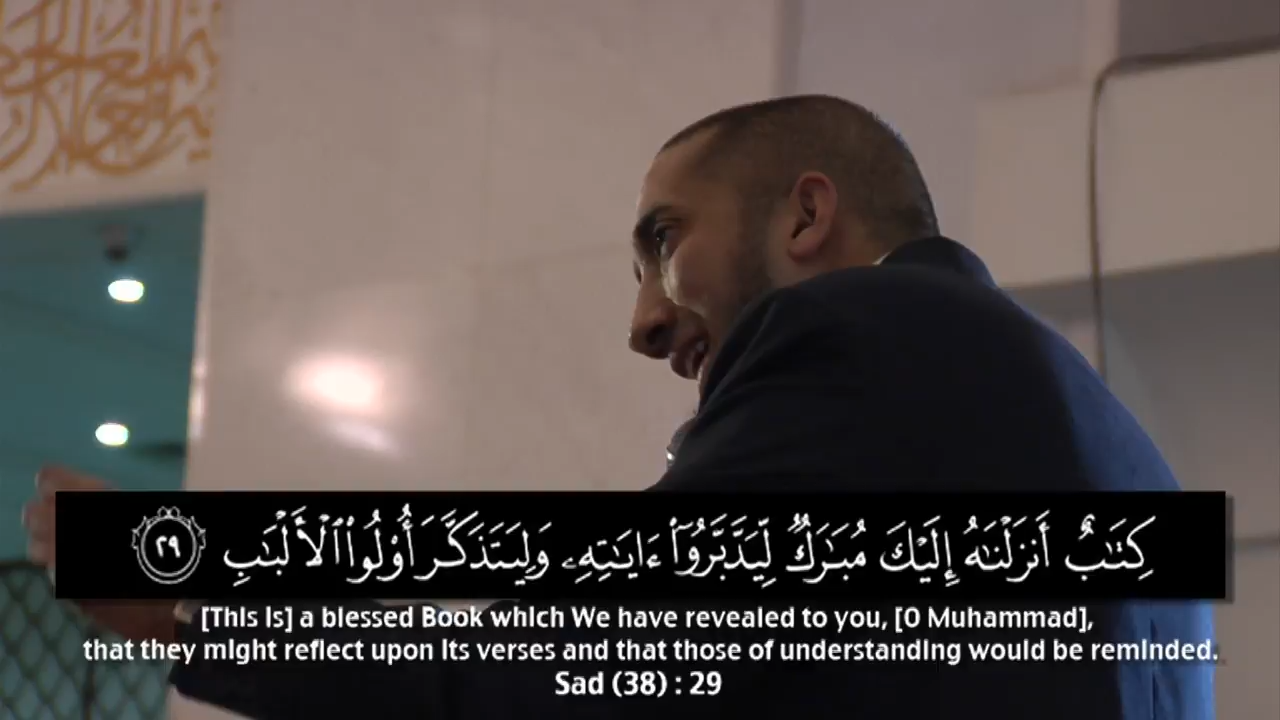 كِتَٰبٌ أَنزَلْنَٰهُ إِلَيْكَ مُبَٰرَكٌ لِّيَدَّبَّرُوٓا۟ ءَايَٰتِهِۦ وَلِيَتَذَكَّرَ أُو۟لُوا۟ ٱلْأَلْبَٰبِ ٢٩
[This is] a blessed Book which We have revealed to you, [O Muhammad],
that they might reflect upon its verses and that those of understanding would be reminded.
Sad (38) : 29